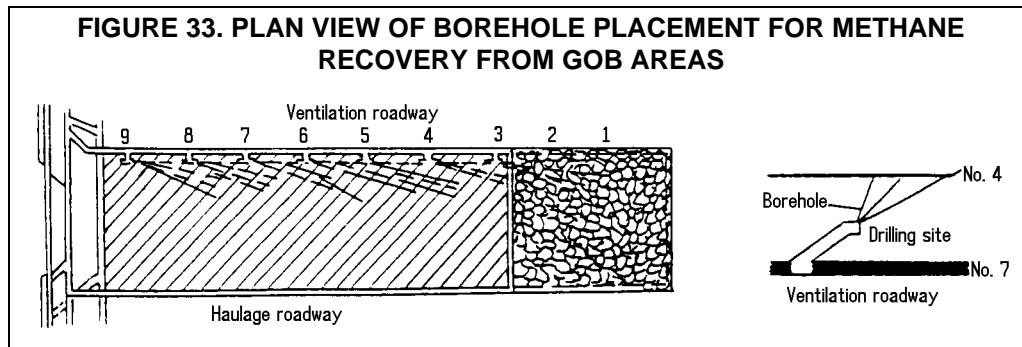 FIGURE 33. PLAN VIEW OF BOREHOLE PLACEMENT FOR METHANE
RECOVERY FROM GOB AREAS
Ventilation roadway
9 8 7 6 5 4 3 2 1
Haulage roadway
No. 4
Borehole
Drilling site
No. 7
Ventilation roadway